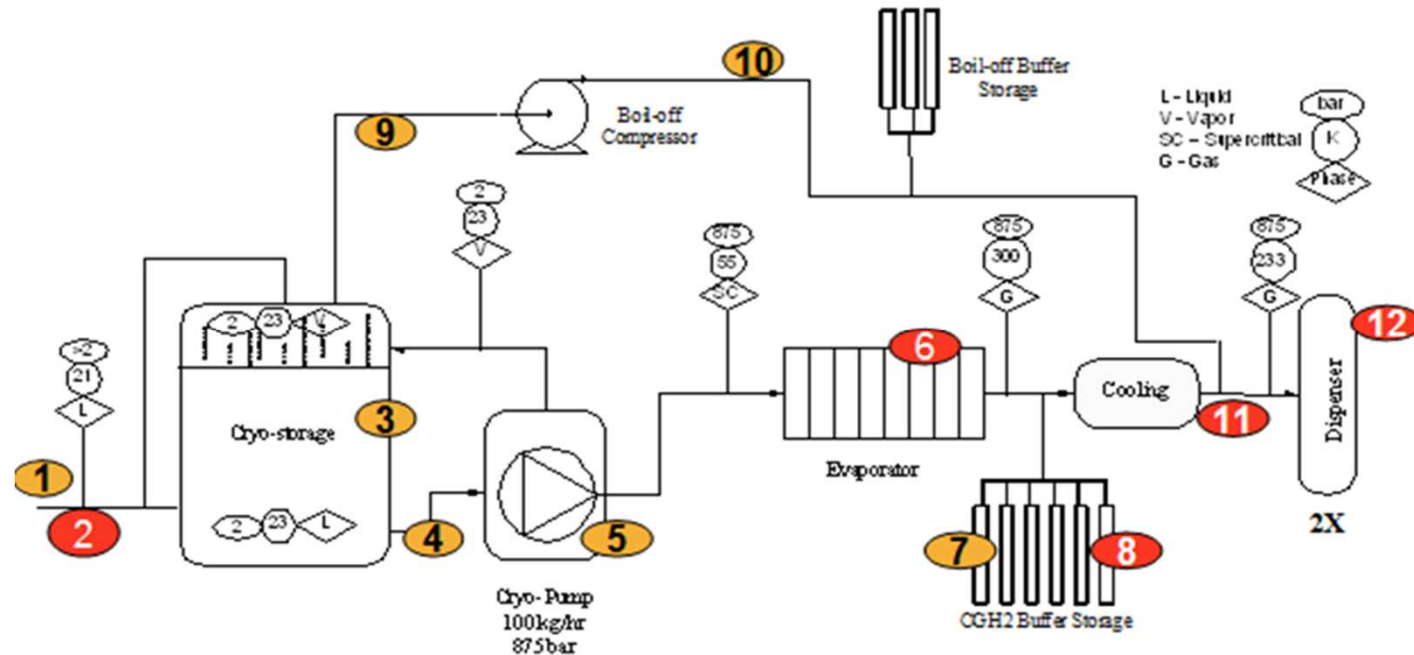 10
Boil-off Buffer
Storage
L - Liquid
V - Vapor
SC - Supercritbal
G - Gas
bar
K
Phase
9
Boil-off
Compressor
2
23
V
875
55
SC
875
300
G
875
233
G
2
23
V
>2
21
L
12
6
Cooling
Dispenser
3
Cryo-storage
11
Evaporator
1
2
2
23
L
4
5
7
8
2X
Cryo-Pump
100kg/hr
875bar
CGH2 Buffer Storage